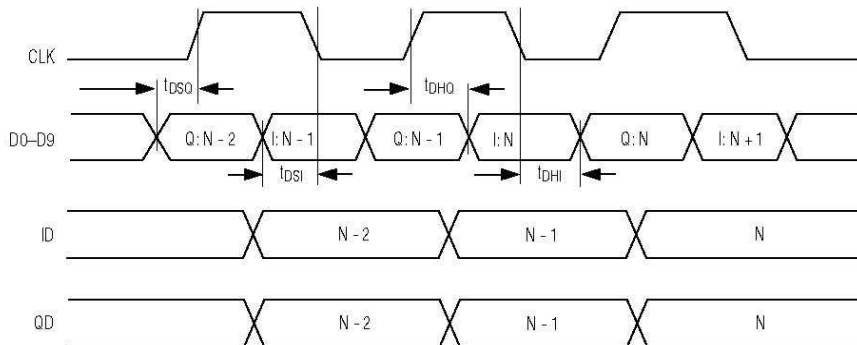 CLK
tDSQ
tDHQ
D0–D9
Q: N - 2
I: N - 1
Q: N - 1
I: N
Q: N
I: N + 1
tDSI
tDHI
ID
N - 2
N - 1
N
QD
N - 2
N - 1
N